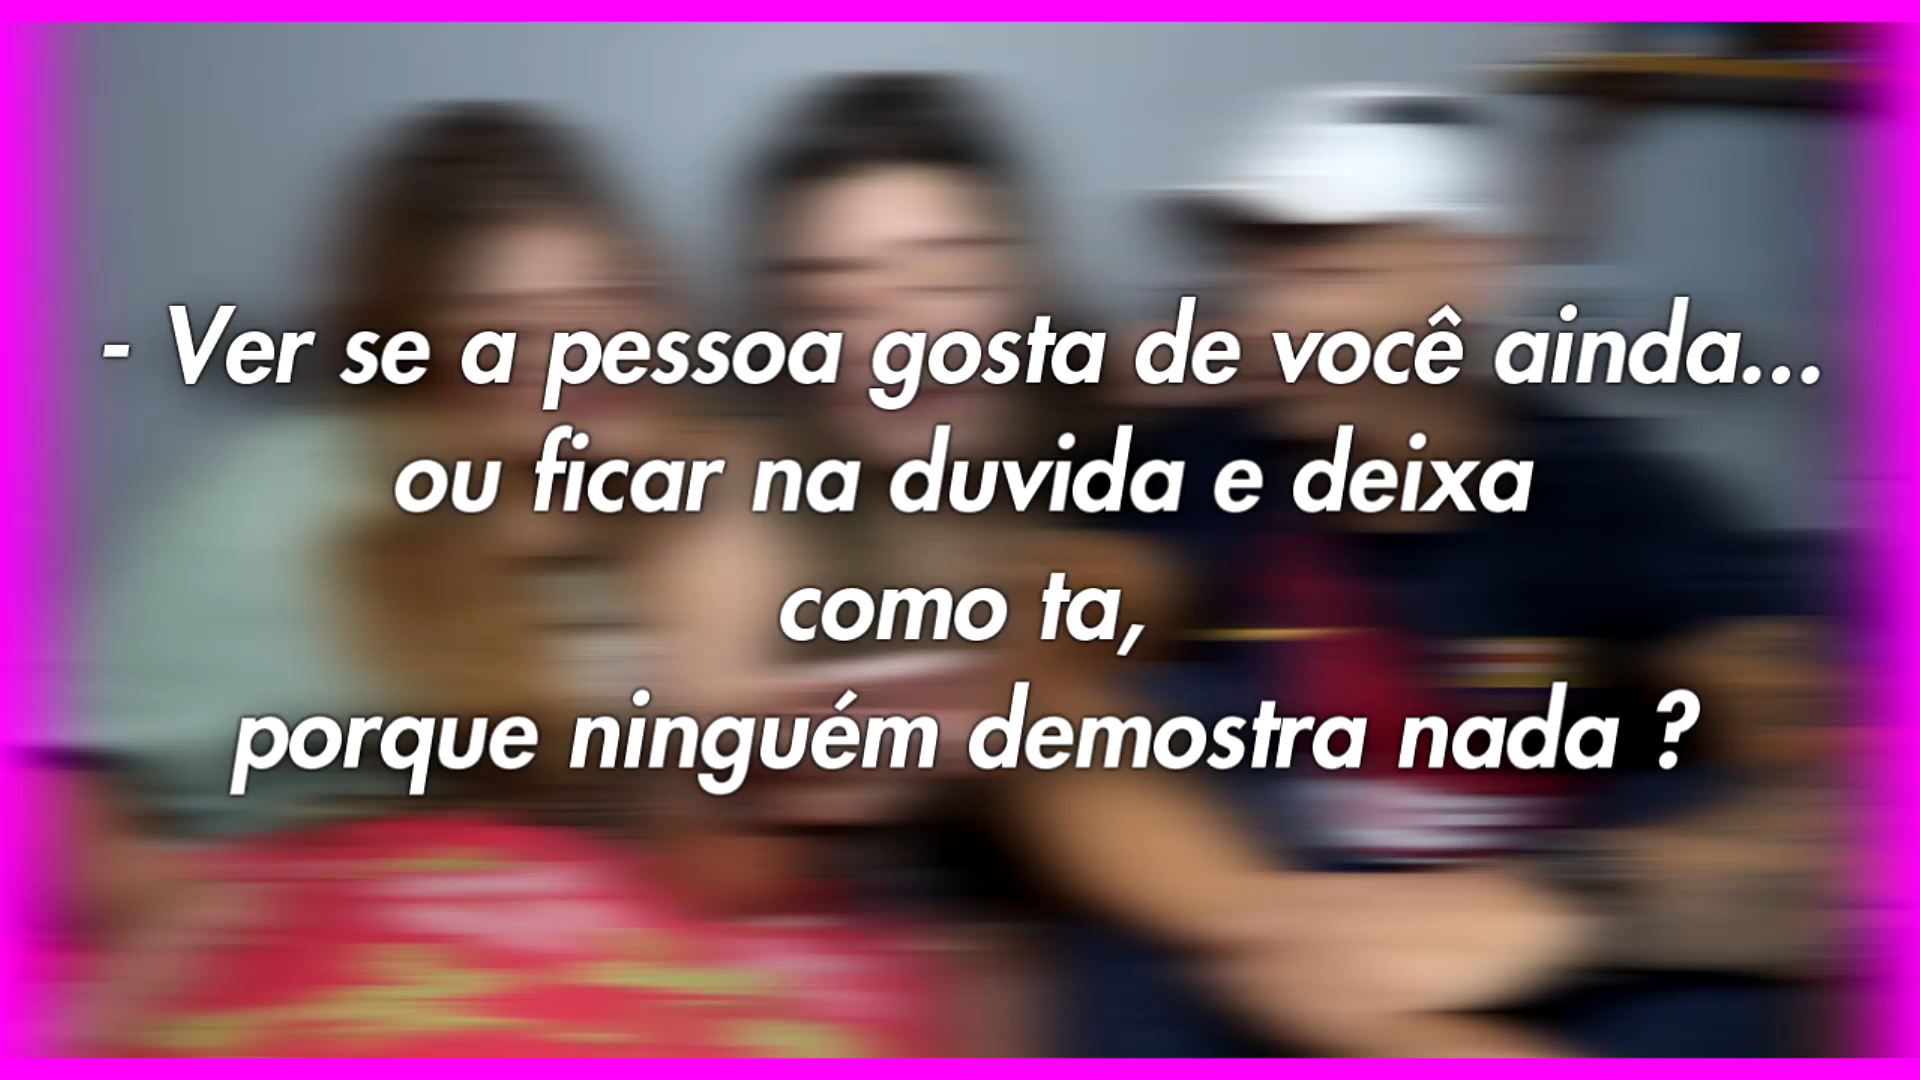 - Ver se a pessoa gosta de você ainda...
ou ficar na duvida e deixa
como ta,
porque ninguém demostra nada ?